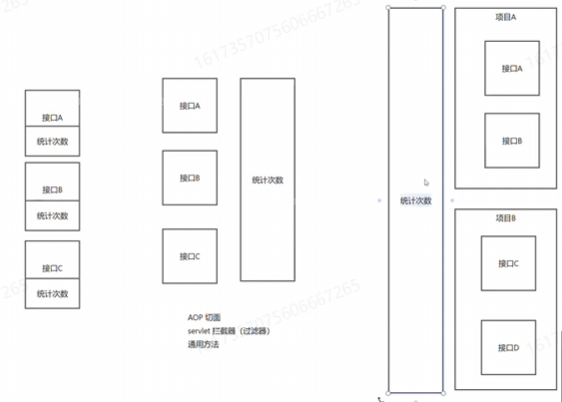 接口A
统计次数
接口B
统计次数
接口C
统计次数
接口A
接口B
接口C
统计次数
AOP 切面
servlet 拦截器（过滤器）
通用方法
统计次数
项目A
接口A
接口B
项目B
接口C
接口D
1617357075606667265
1617357075606667265